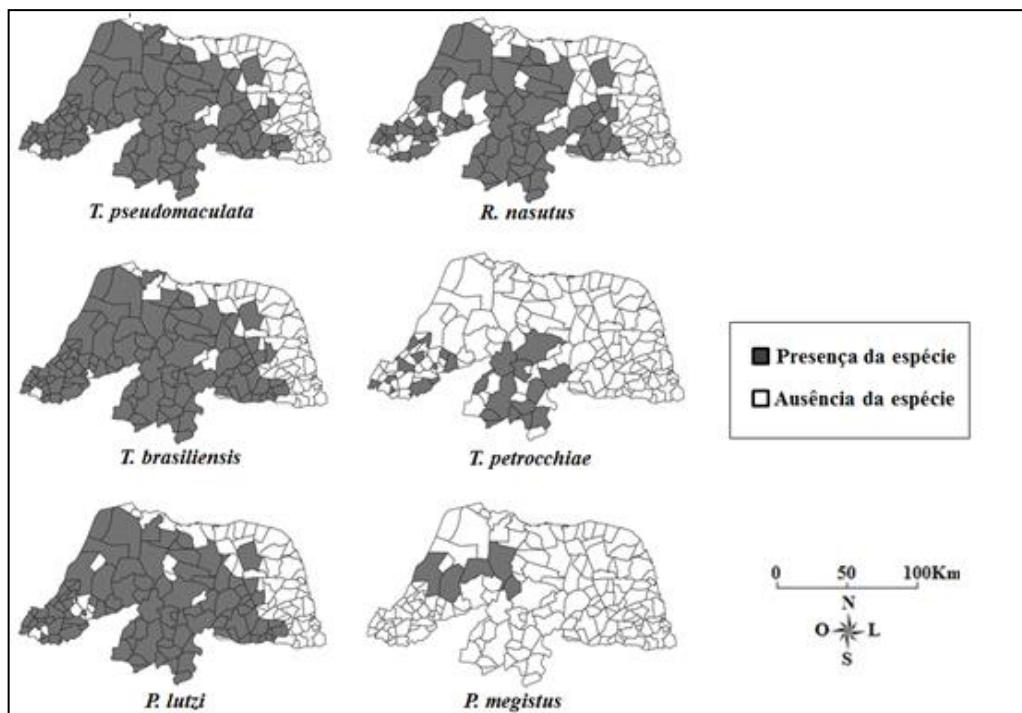 T. pseudomaculata
R. nasutus
T. brasiliensis
T. petrocchiae
Presença da espécie
Ausência da espécie
P. lutzi
P. megistus
0 50 100Km
N
O L
S